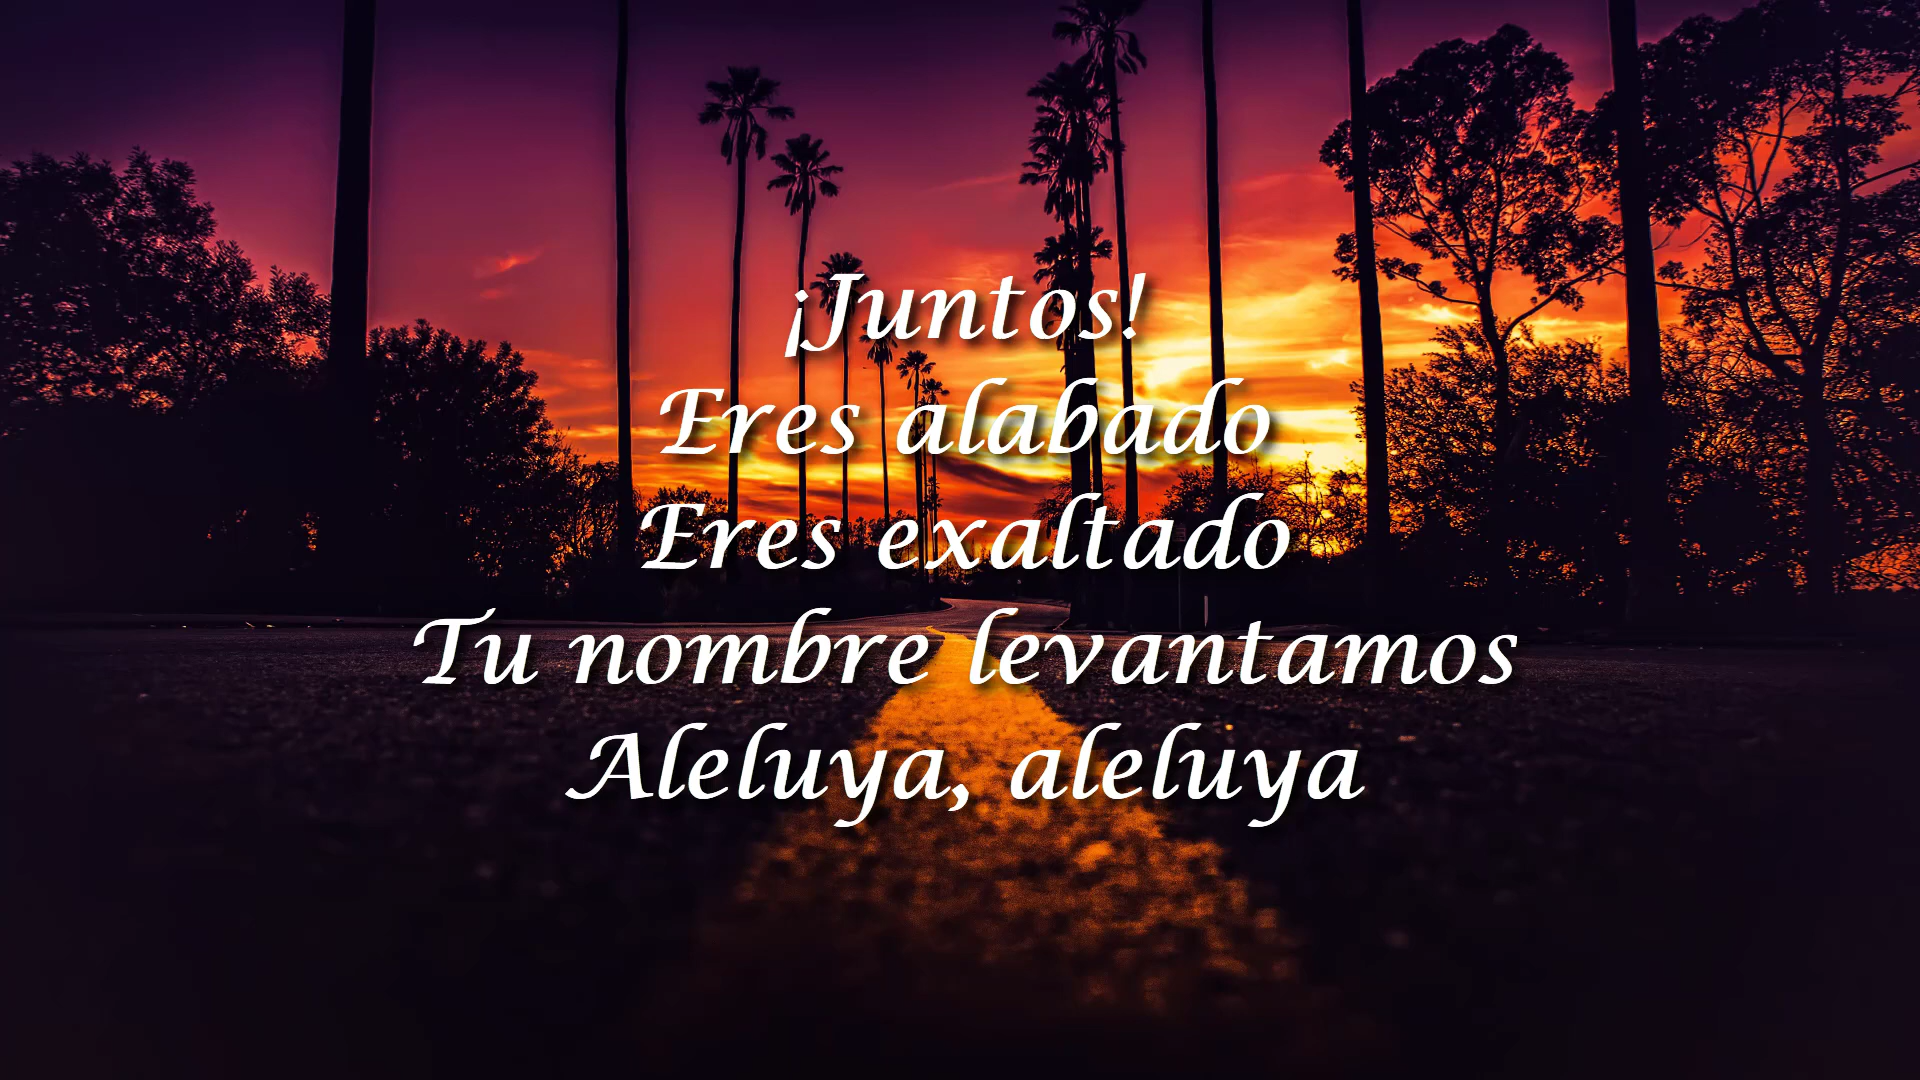 ¡Juntos!
Eres alabado
Eres exaltado
Tu nombre levantamos
Aleluya, aleluya